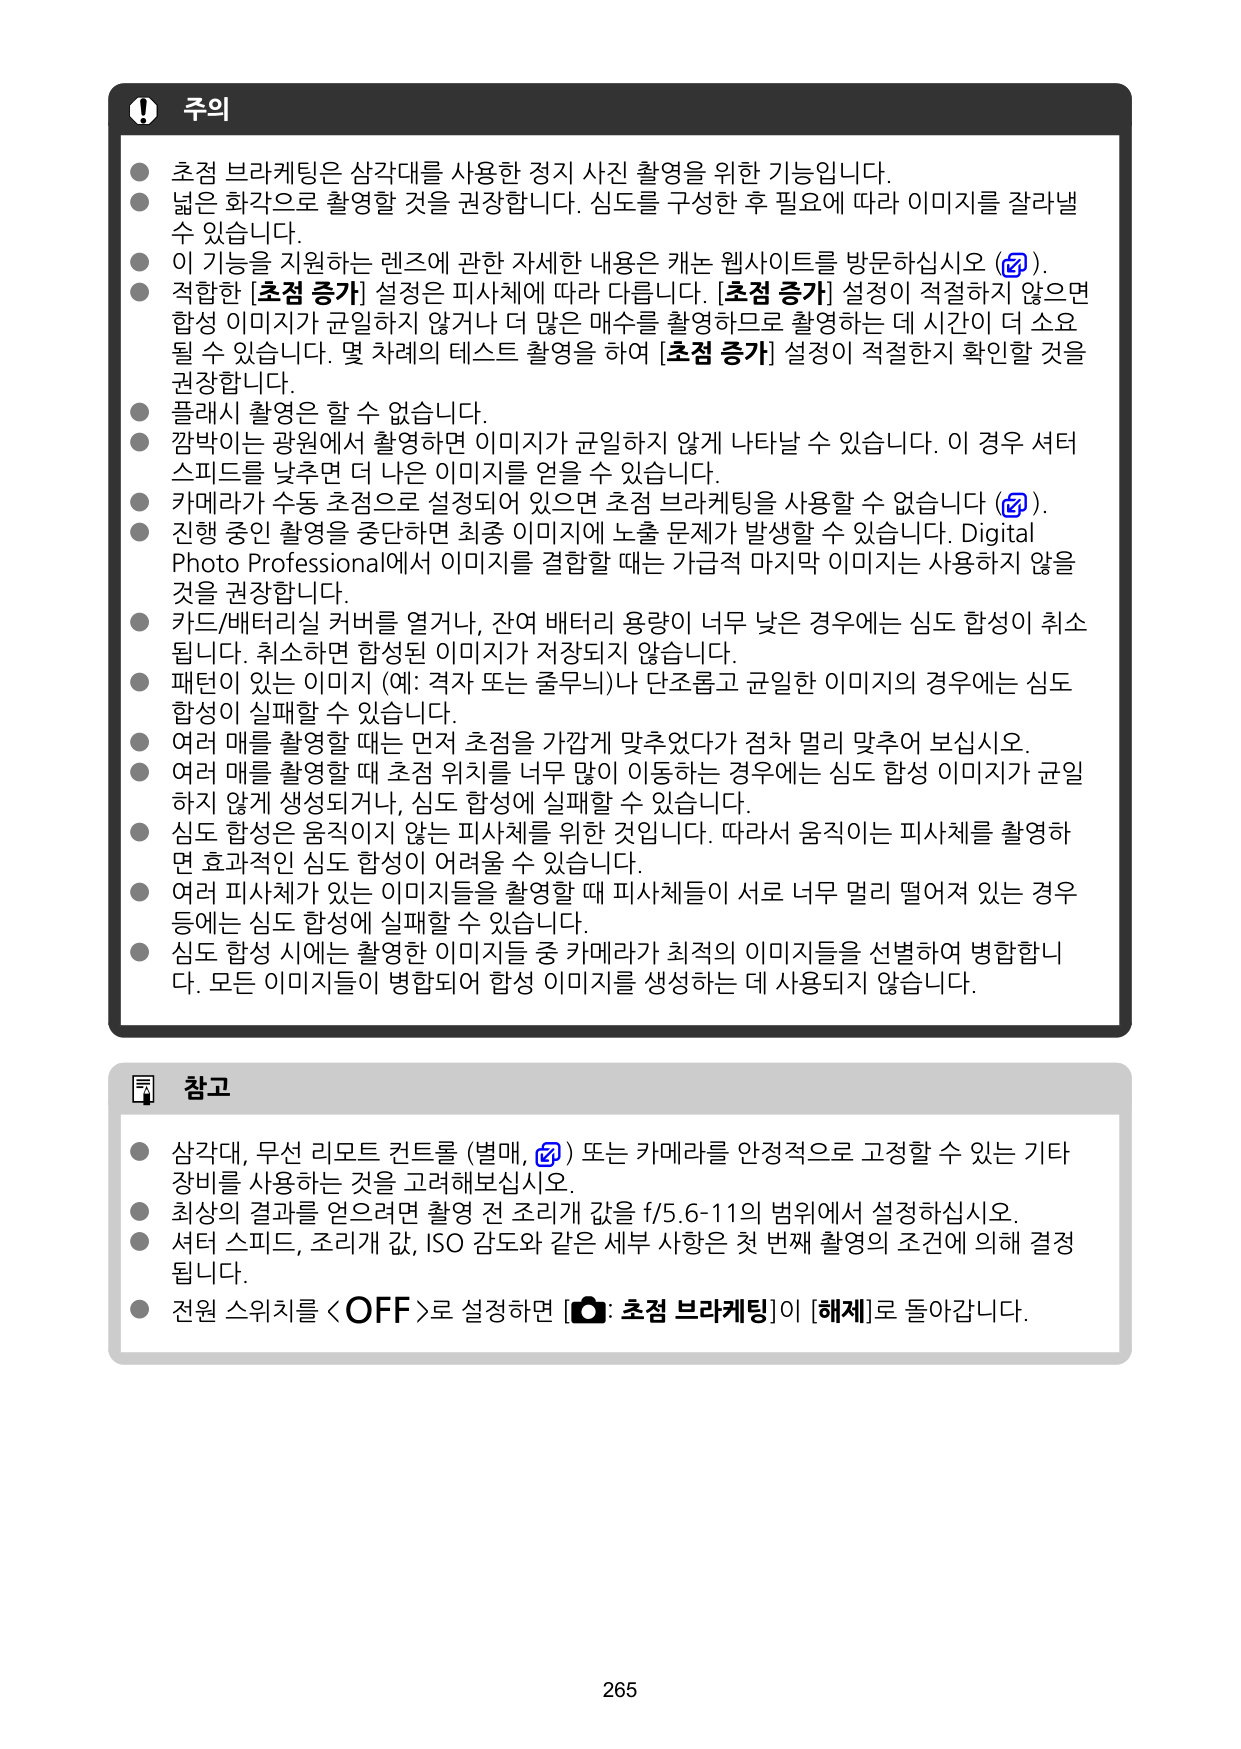 주의
● 초점 브라케팅은 삼각대를 사용한 정지 사진 촬영을 위한 기능입니다.
● 넓은 화각으로 촬영할 것을 권장합니다. 심도를 구성한 후 필요에 따라 이미지를 잘라낼
수 있습니다.
● 이 기능을 지원하는 렌즈에 관한 자세한 내용은 캐논 웹사이트를 방문하십시오 ( ).
● 적합한 [초점 증가] 설정은 피사체에 따라 다릅니다. [초점 증가] 설정이 적절하지 않으면
합성 이미지가 균일하지 않거나 더 많은 매수를 촬영하므로 촬영하는 데 시간이 더 소요
될 수 있습니다. 몇 차례의 테스트 촬영을 하여 [초점 증가] 설정이 적절한지 확인할 것을
권장합니다.
● 플래시 촬영은 할 수 없습니다.
● 깜박이는 광원에서 촬영하면 이미지가 균일하지 않게 나타날 수 있습니다. 이 경우 셔터
스피드를 낮추면 더 나은 이미지를 얻을 수 있습니다.
● 카메라가 수동 초점으로 설정되어 있으면 초점 브라케팅을 사용할 수 없습니다 ( ).
● 진행 중인 촬영을 중단하면 최종 이미지에 노출 문제가 발생할 수 있습니다. Digital
Photo Professional에서 이미지를 결합할 때는 가급적 마지막 이미지는 사용하지 않을
것을 권장합니다.
● 카드/배터리실 커버를 열거나, 잔여 배터리 용량이 너무 낮은 경우에는 심도 합성이 취소
됩니다. 취소하면 합성된 이미지가 저장되지 않습니다.
● 패턴이 있는 이미지 (예: 격자 또는 줄무늬)나 단조롭고 균일한 이미지의 경우에는 심도
합성이 실패할 수 있습니다.
● 여러 매를 촬영할 때는 먼저 초점을 가깝게 맞추었다가 점차 멀리 맞추어 보십시오.
● 여러 매를 촬영할 때 초점 위치를 너무 많이 이동하는 경우에는 심도 합성 이미지가 균일
하지 않게 생성되거나, 심도 합성에 실패할 수 있습니다.
● 심도 합성은 움직이지 않는 피사체를 위한 것입니다. 따라서 움직이는 피사체를 촬영하
면 효과적인 심도 합성이 어려울 수 있습니다.
● 여러 피사체가 있는 이미지들을 촬영할 때 피사체들이 서로 너무 멀리 떨어져 있는 경우
등에는 심도 합성에 실패할 수 있습니다.
● 심도 합성 시에는 촬영한 이미지들 중 카메라가 최적의 이미지들을 선별하여 병합합니
다. 모든 이미지들이 병합되어 합성 이미지를 생성하는 데 사용되지 않습니다.
참고
● 삼각대, 무선 리모트 컨트롤 (별매, ) 또는 카메라를 안정적으로 고정할 수 있는 기타
장비를 사용하는 것을 고려해보십시오.
● 최상의 결과를 얻으려면 촬영 전 조리개 값을 f/5.6-11의 범위에서 설정하십시오.
● 셔터 스피드, 조리개 값, ISO 감도와 같은 세부 사항은 첫 번째 촬영의 조건에 의해 결정
됩니다.
● 전원 스위치를 <OFF>로 설정하면 [: 초점 브라케팅]이 [해제]로 돌아갑니다.
265